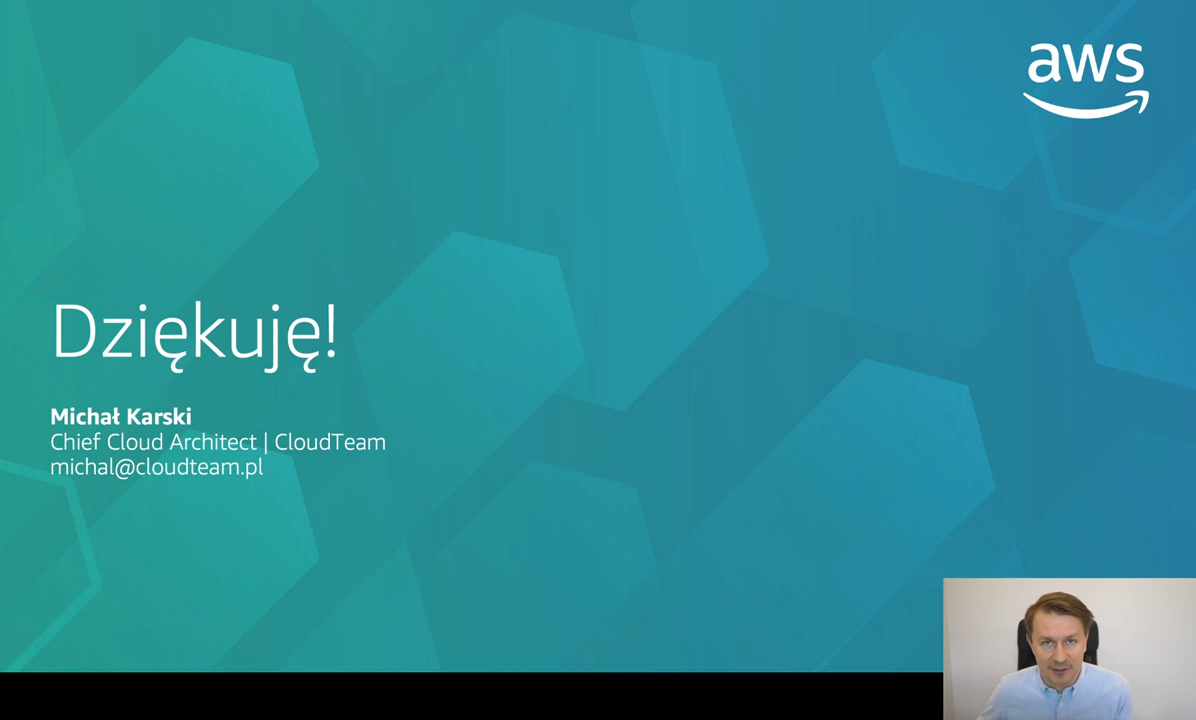 aws
Dziękuję!
Michał Karski
Chief Cloud Architect | CloudTeam
michal@cloudteam.pl